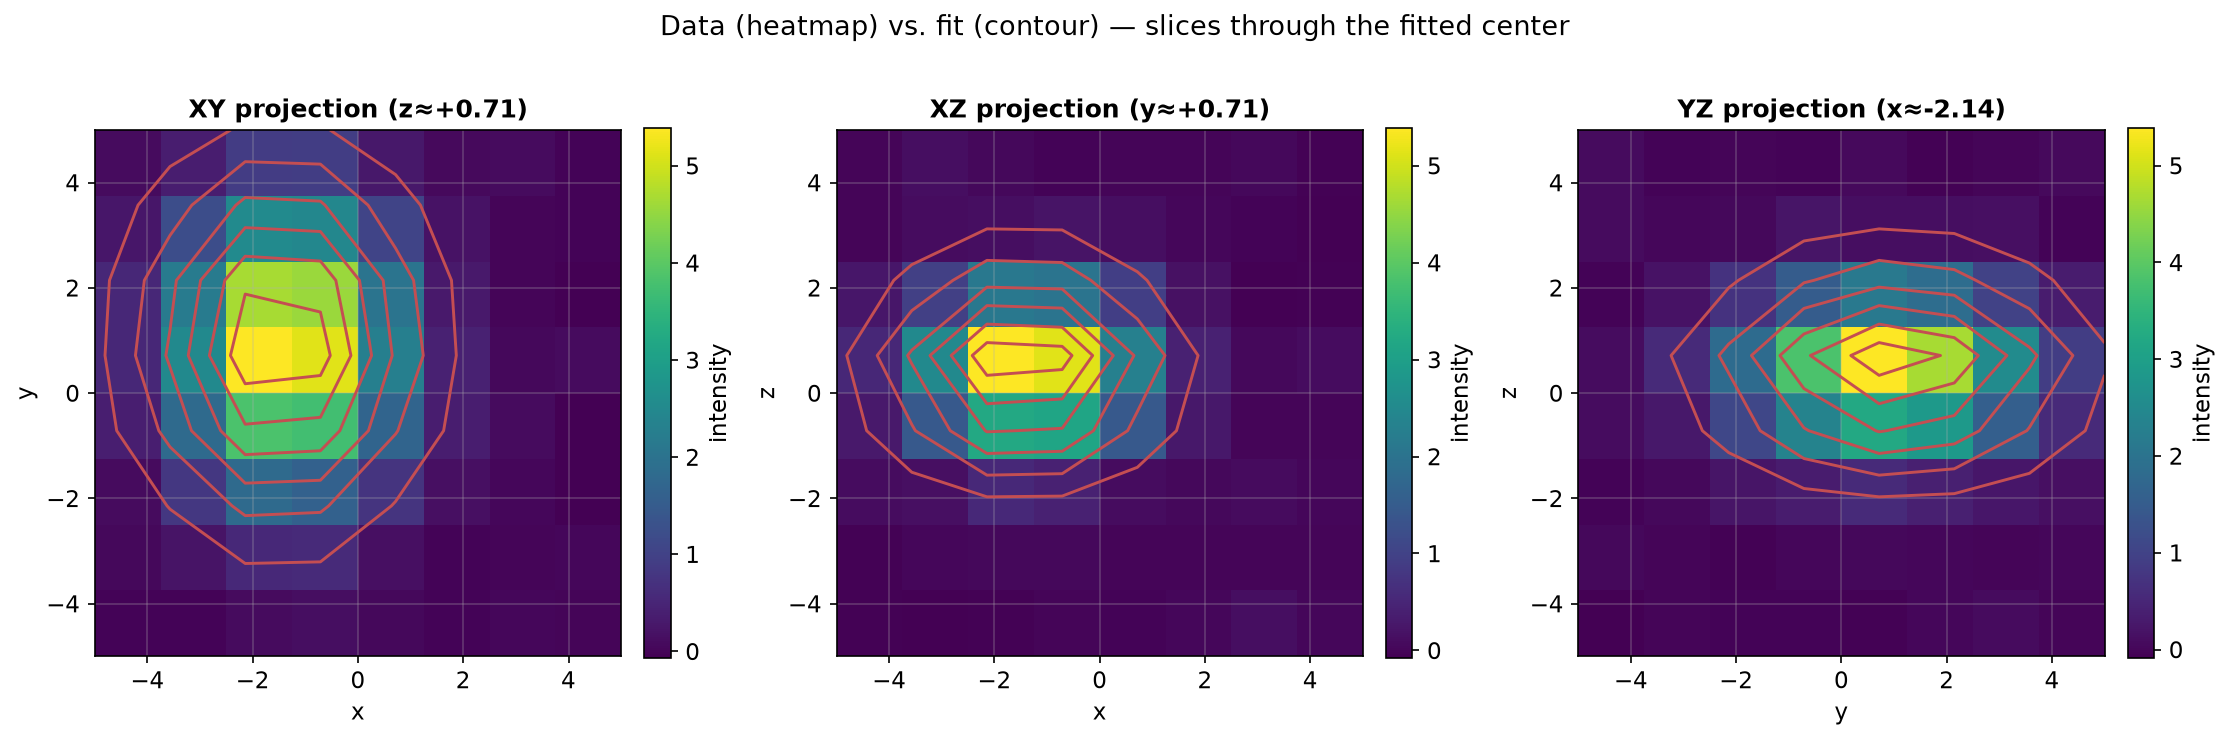 Data (heatmap) vs. fit (contour) — slices through the fitted center
XY projection (z≈+0.71)
4
2
0
−2
−4
y
−4 −2 0 2 4
x
5
4
3
2
1
0
intensity
XZ projection (y≈+0.71)
4
2
0
−2
−4
z
−4 −2 0 2 4
x
5
4
3
2
1
0
intensity
YZ projection (x≈-2.14)
4
2
0
−2
−4
z
−4 −2 0 2 4
y
5
4
3
2
1
0
intensity